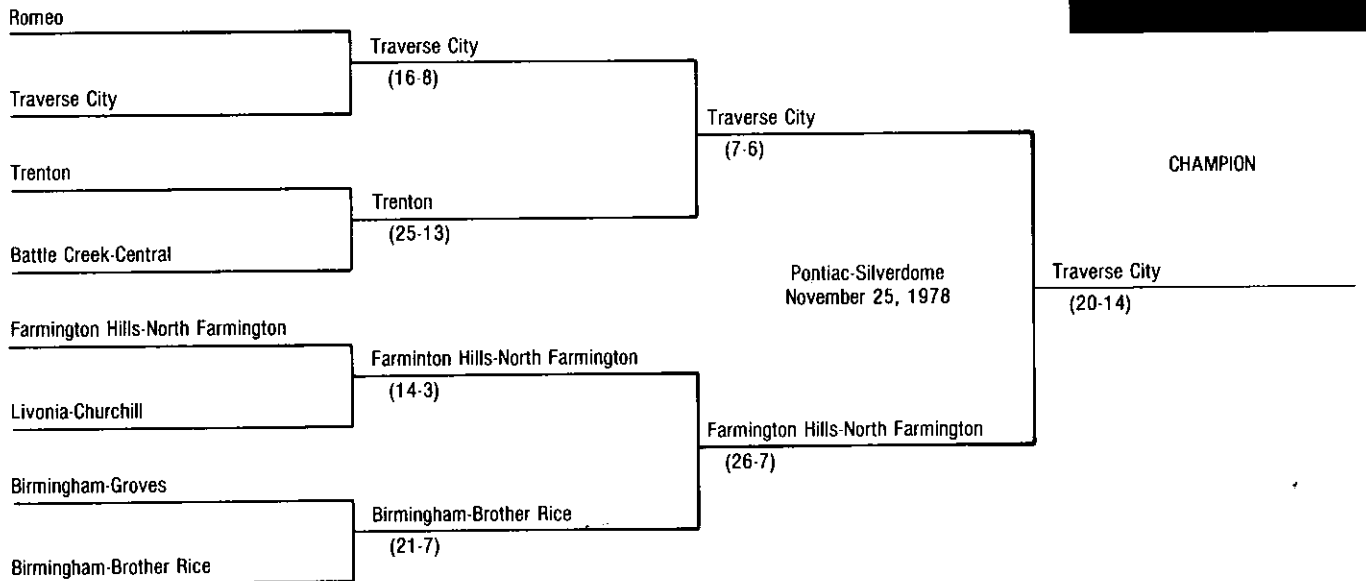 Romeo
Traverse City
Trenton
Battle Creek-Central
Farmington Hills-North Farmington
Livonia-Churchill
Birmingham-Groves
Birmingham-Brother Rice
Traverse City
(16-8)
Trenton
(25-13)
Farminton Hills-North Farmington
(14-3)
Birmingham-Brother Rice
(21-7)
Traverse City
(7-6)
Pontiac-Silverdome
November 25, 1978
Farmington Hills-North Farmington
(26-7)
CHAMPION
Traverse City
(20-14)